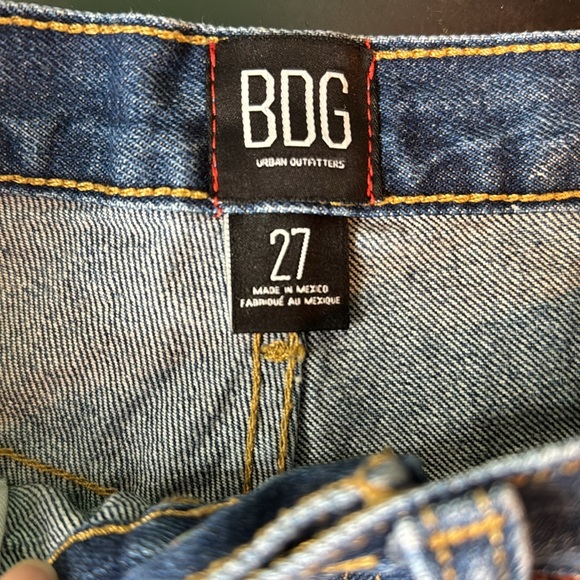 BDG
URBAN OUTFITTERS
27
MADE IN MEXICO
FABRIQUÉ AU MEXIQUE